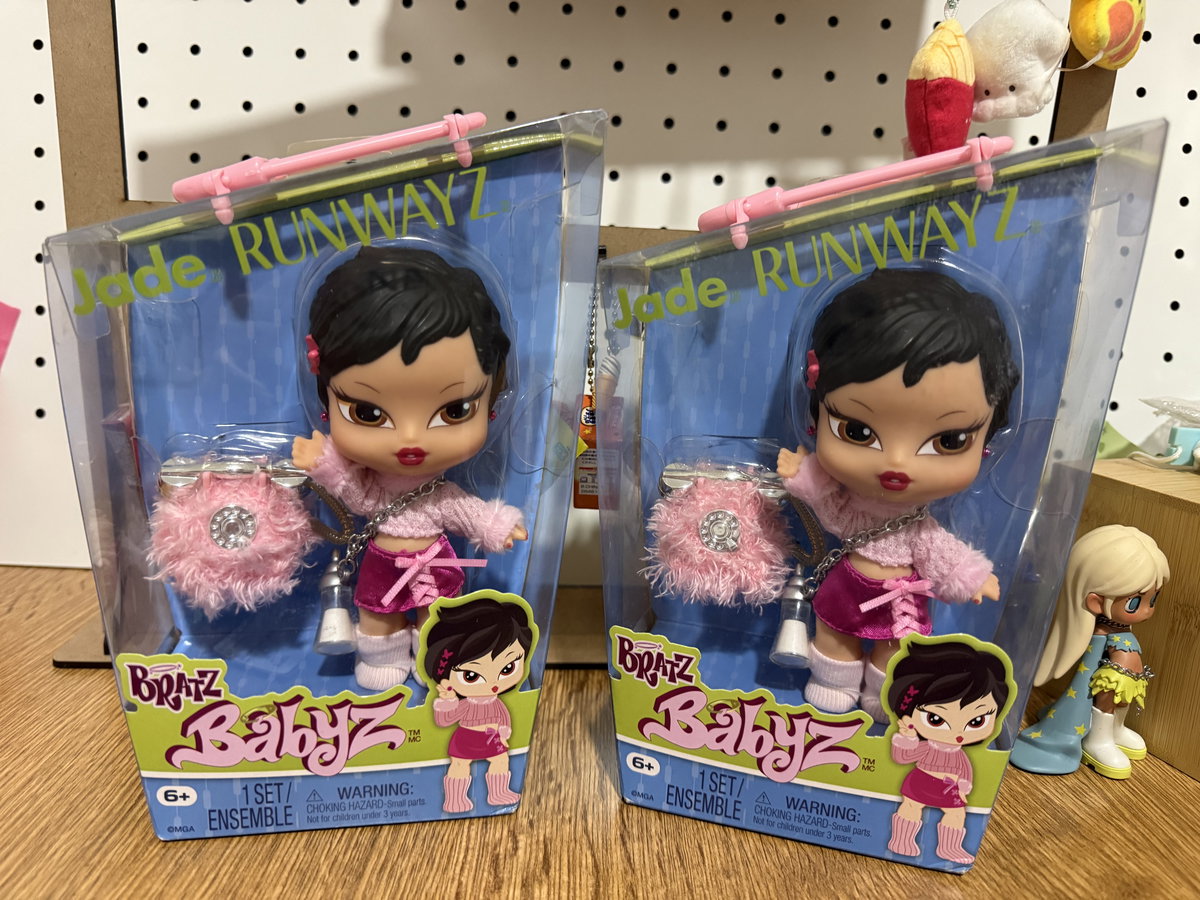 Jade RUNWAYZ
BRATZ
Babyz TM MC
6+
1 SET/
ENSEMBLE
WARNING:
CHOKING HAZARD-Small parts.
Not for children under 3 years.
©MGA
Jade RUNWAYZ
BRATZ
Babyz TM MC
6+
1 SET/
ENSEMBLE
WARNING:
CHOKING HAZARD-Small parts.
Not for children under 3 years.
©MGA